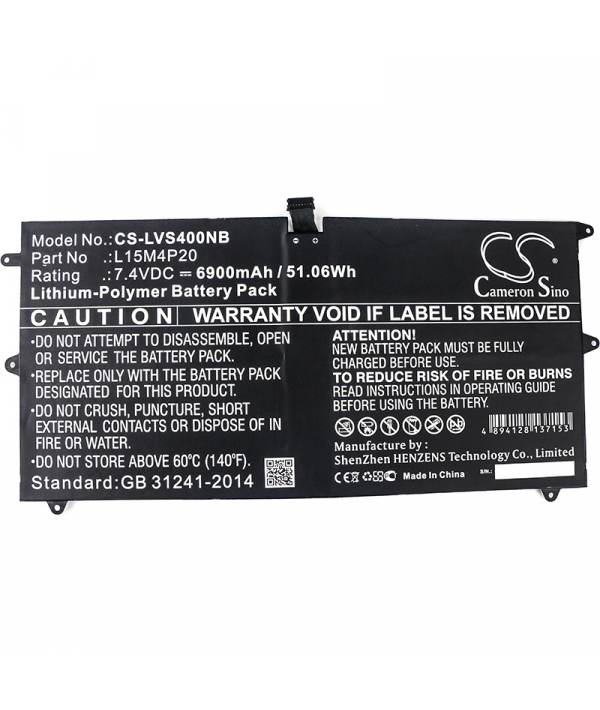 Model No.:CS-LVS400NB
Part No :L15M4P20
Rating :7.4VDC 6900mAh / 51.06Wh
Lithium-Polymer Battery Pack
CS
Cameron Sino
CAUTION WARRANTY VOID IF LABEL IS REMOVED
•DO NOT ATTEMPT TO DISASSEMBLE, OPEN
OR SERVICE THE BATTERY PACK.
•REPLACE ONLY WITH THE BATTERY PACK
DESIGNATED FOR THIS PRODUCT.
•DO NOT CRUSH, PUNCTURE, SHORT
EXTERNAL CONTACTS OR DISPOSE OF IN
FIRE OR WATER.
•DO NOT STORE ABOVE 60℃ (140℉).
Standard:GB 31241-2014
ATTENTION:
NEW BATTERY PACK MUST BE FULLY
CHARGED BEFORE USE.
TO REDUCE RISK OF FIRE OR BURNS
READ INSTRUCTIONS IN OPERATING GUIDE
BEFORE BATTERY PACK USE.
4 894128 137153
Manufacture by :
ShenZhen HENZENS Technology Co., Limited
CE FC Made In China
S/N.: